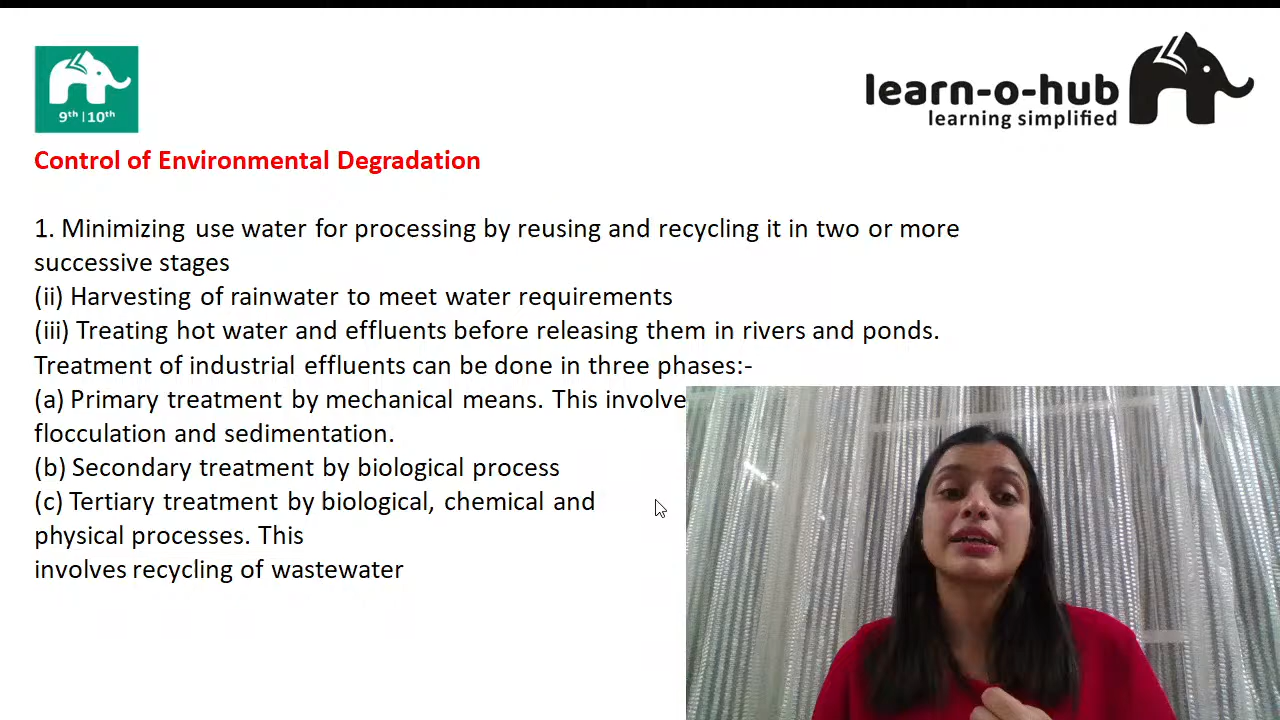 9th | 10th
learn-o-hub
learning simplified
Control of Environmental Degradation
1. Minimizing use water for processing by reusing and recycling it in two or more
successive stages
(ii) Harvesting of rainwater to meet water requirements
(iii) Treating hot water and effluents before releasing them in rivers and ponds.
Treatment of industrial effluents can be done in three phases:-
(a) Primary treatment by mechanical means. This involve
flocculation and sedimentation.
(b) Secondary treatment by biological process
(c) Tertiary treatment by biological, chemical and
physical processes. This
involves recycling of wastewater